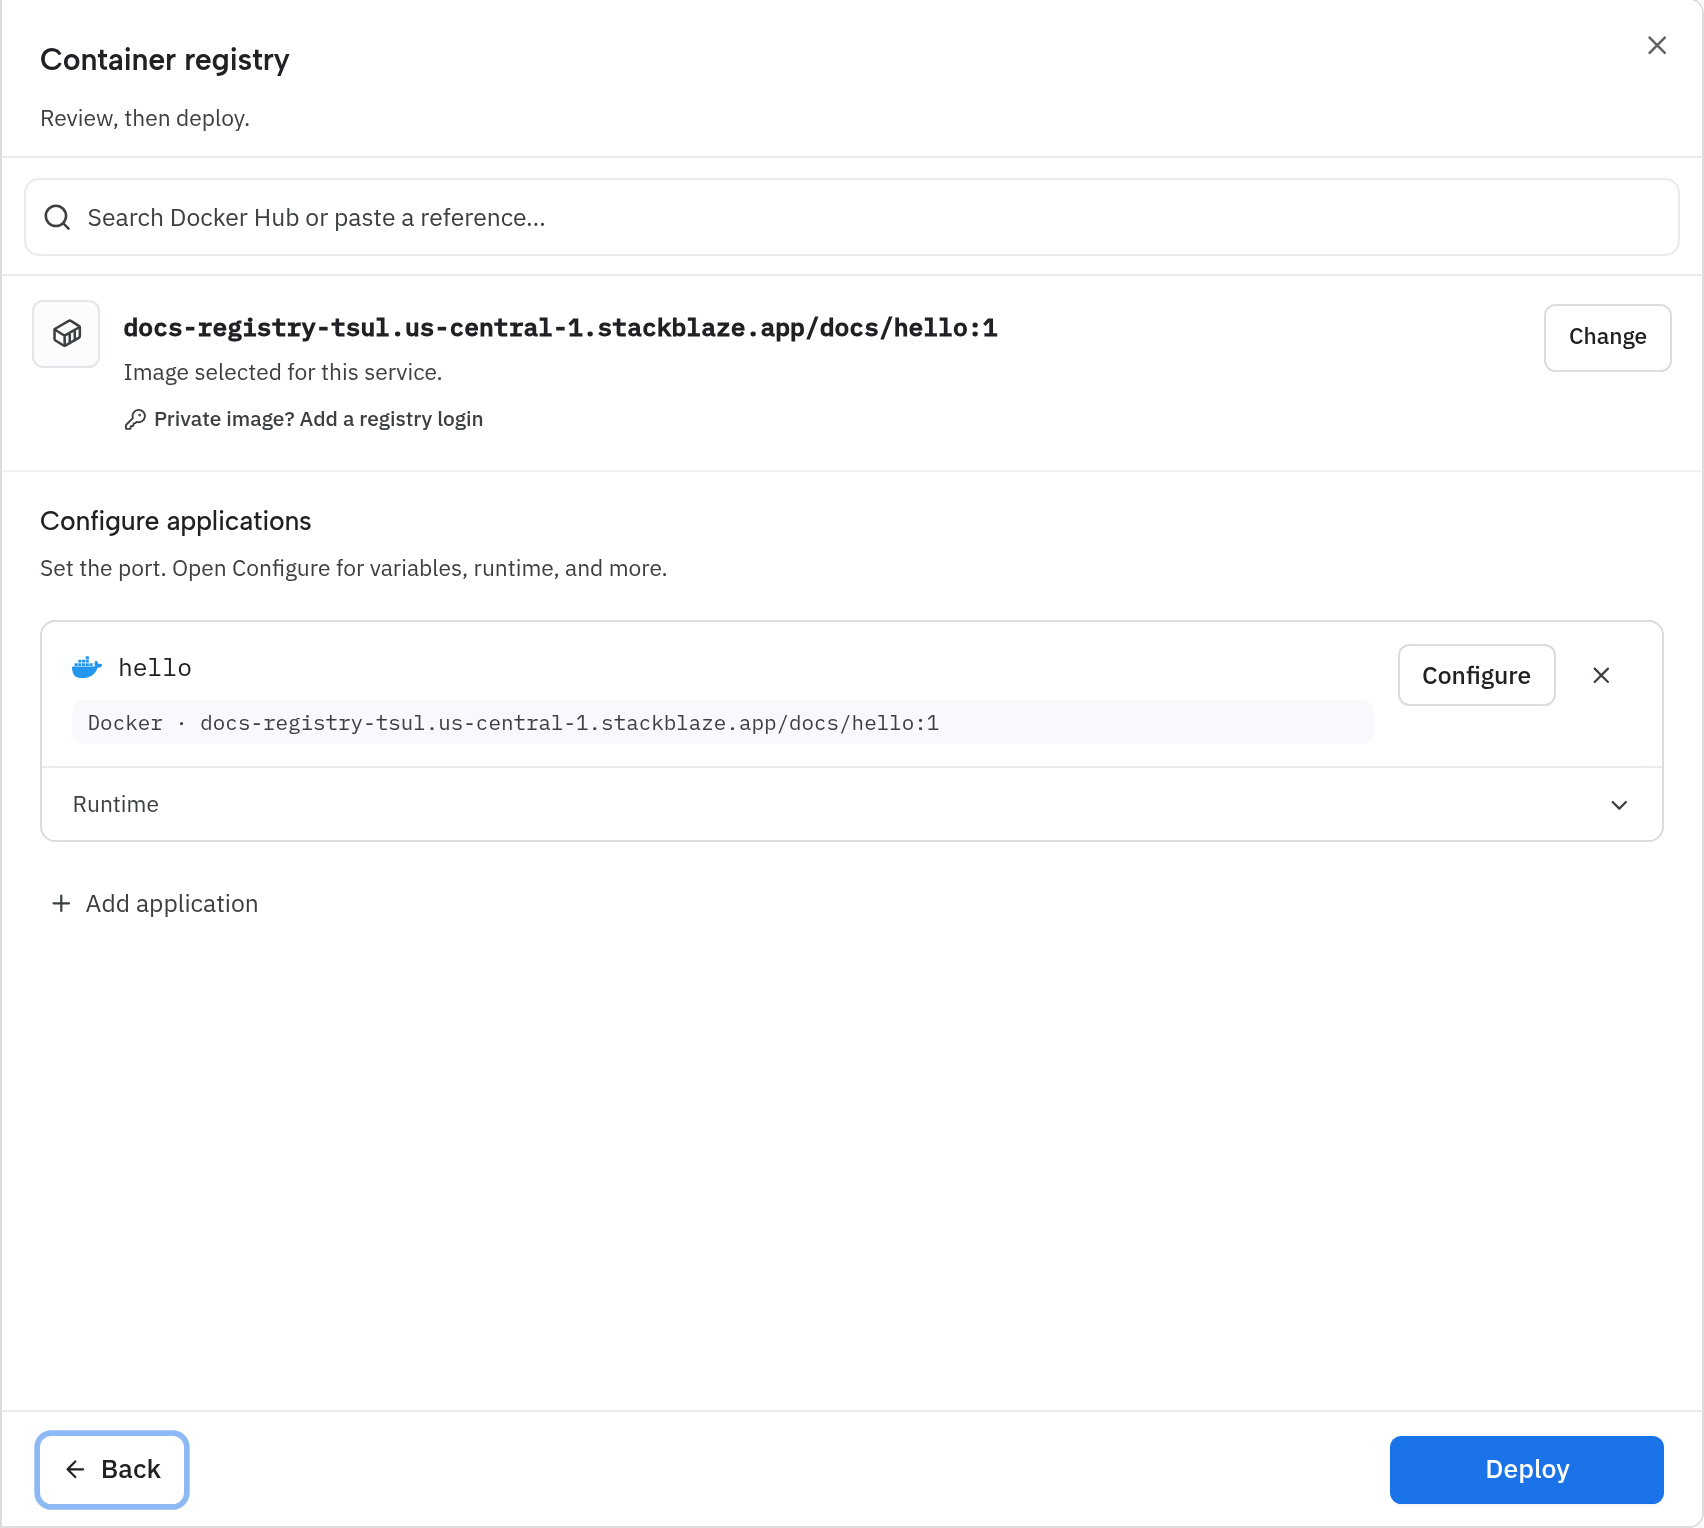 Container registry
Review, then deploy.
Search Docker Hub or paste a reference...
docs-registry-tsul.us-central-1.stackblaze.app/docs/hello:1
Change
Image selected for this service.
Private image? Add a registry login
Configure applications
Set the port. Open Configure for variables, runtime, and more.
hello
Configure
Docker · docs-registry-tsul.us-central-1.stackblaze.app/docs/hello:1
Runtime
Add application
Back
Deploy